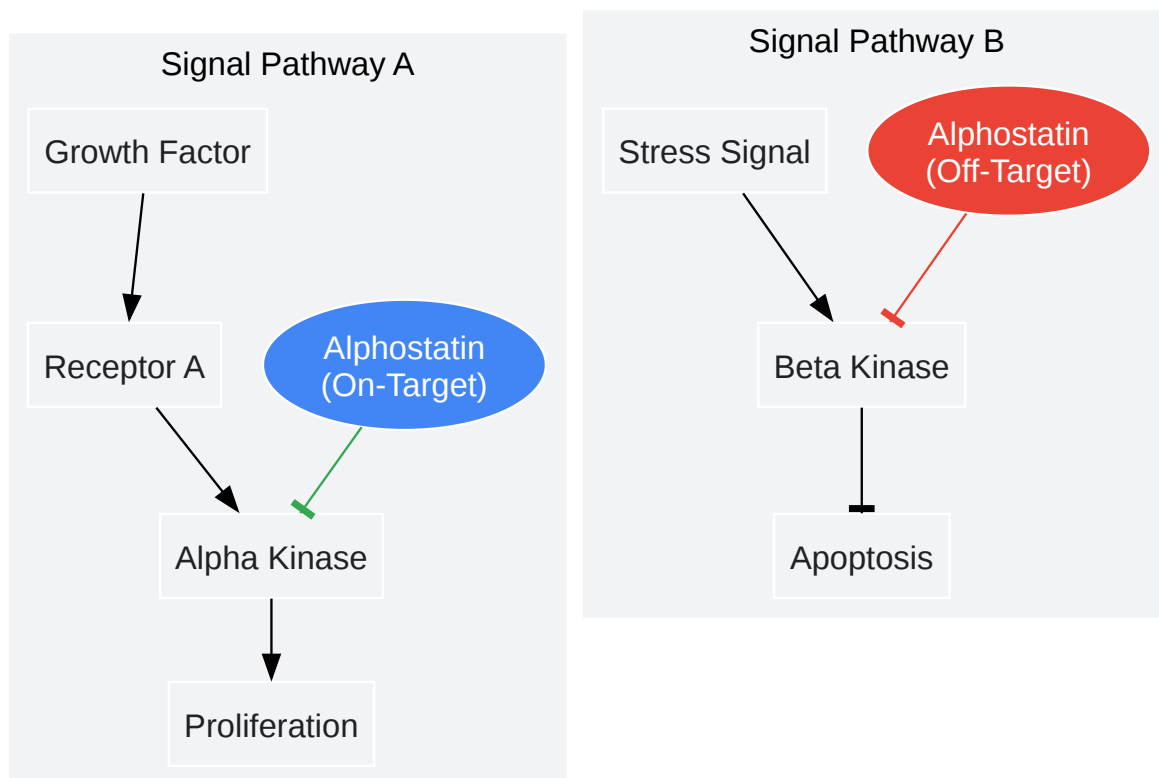 Signal Pathway A
Growth Factor
Receptor A
Alphostatin
(On-Target)
Alpha Kinase
Proliferation
Signal Pathway B
Stress Signal
Alphostatin
(Off-Target)
Beta Kinase
Apoptosis